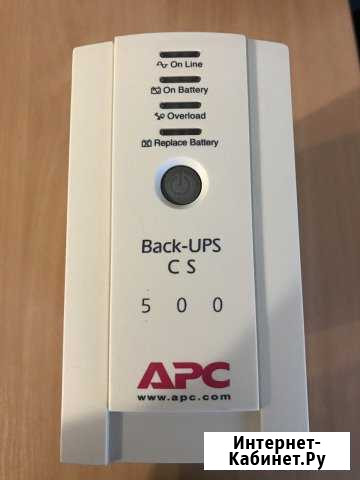 On Line
On Battery
Overload
Replace Battery
Back-UPS
CS
500
APC
www.apc.com
Интернет-
Кабинет.Ру